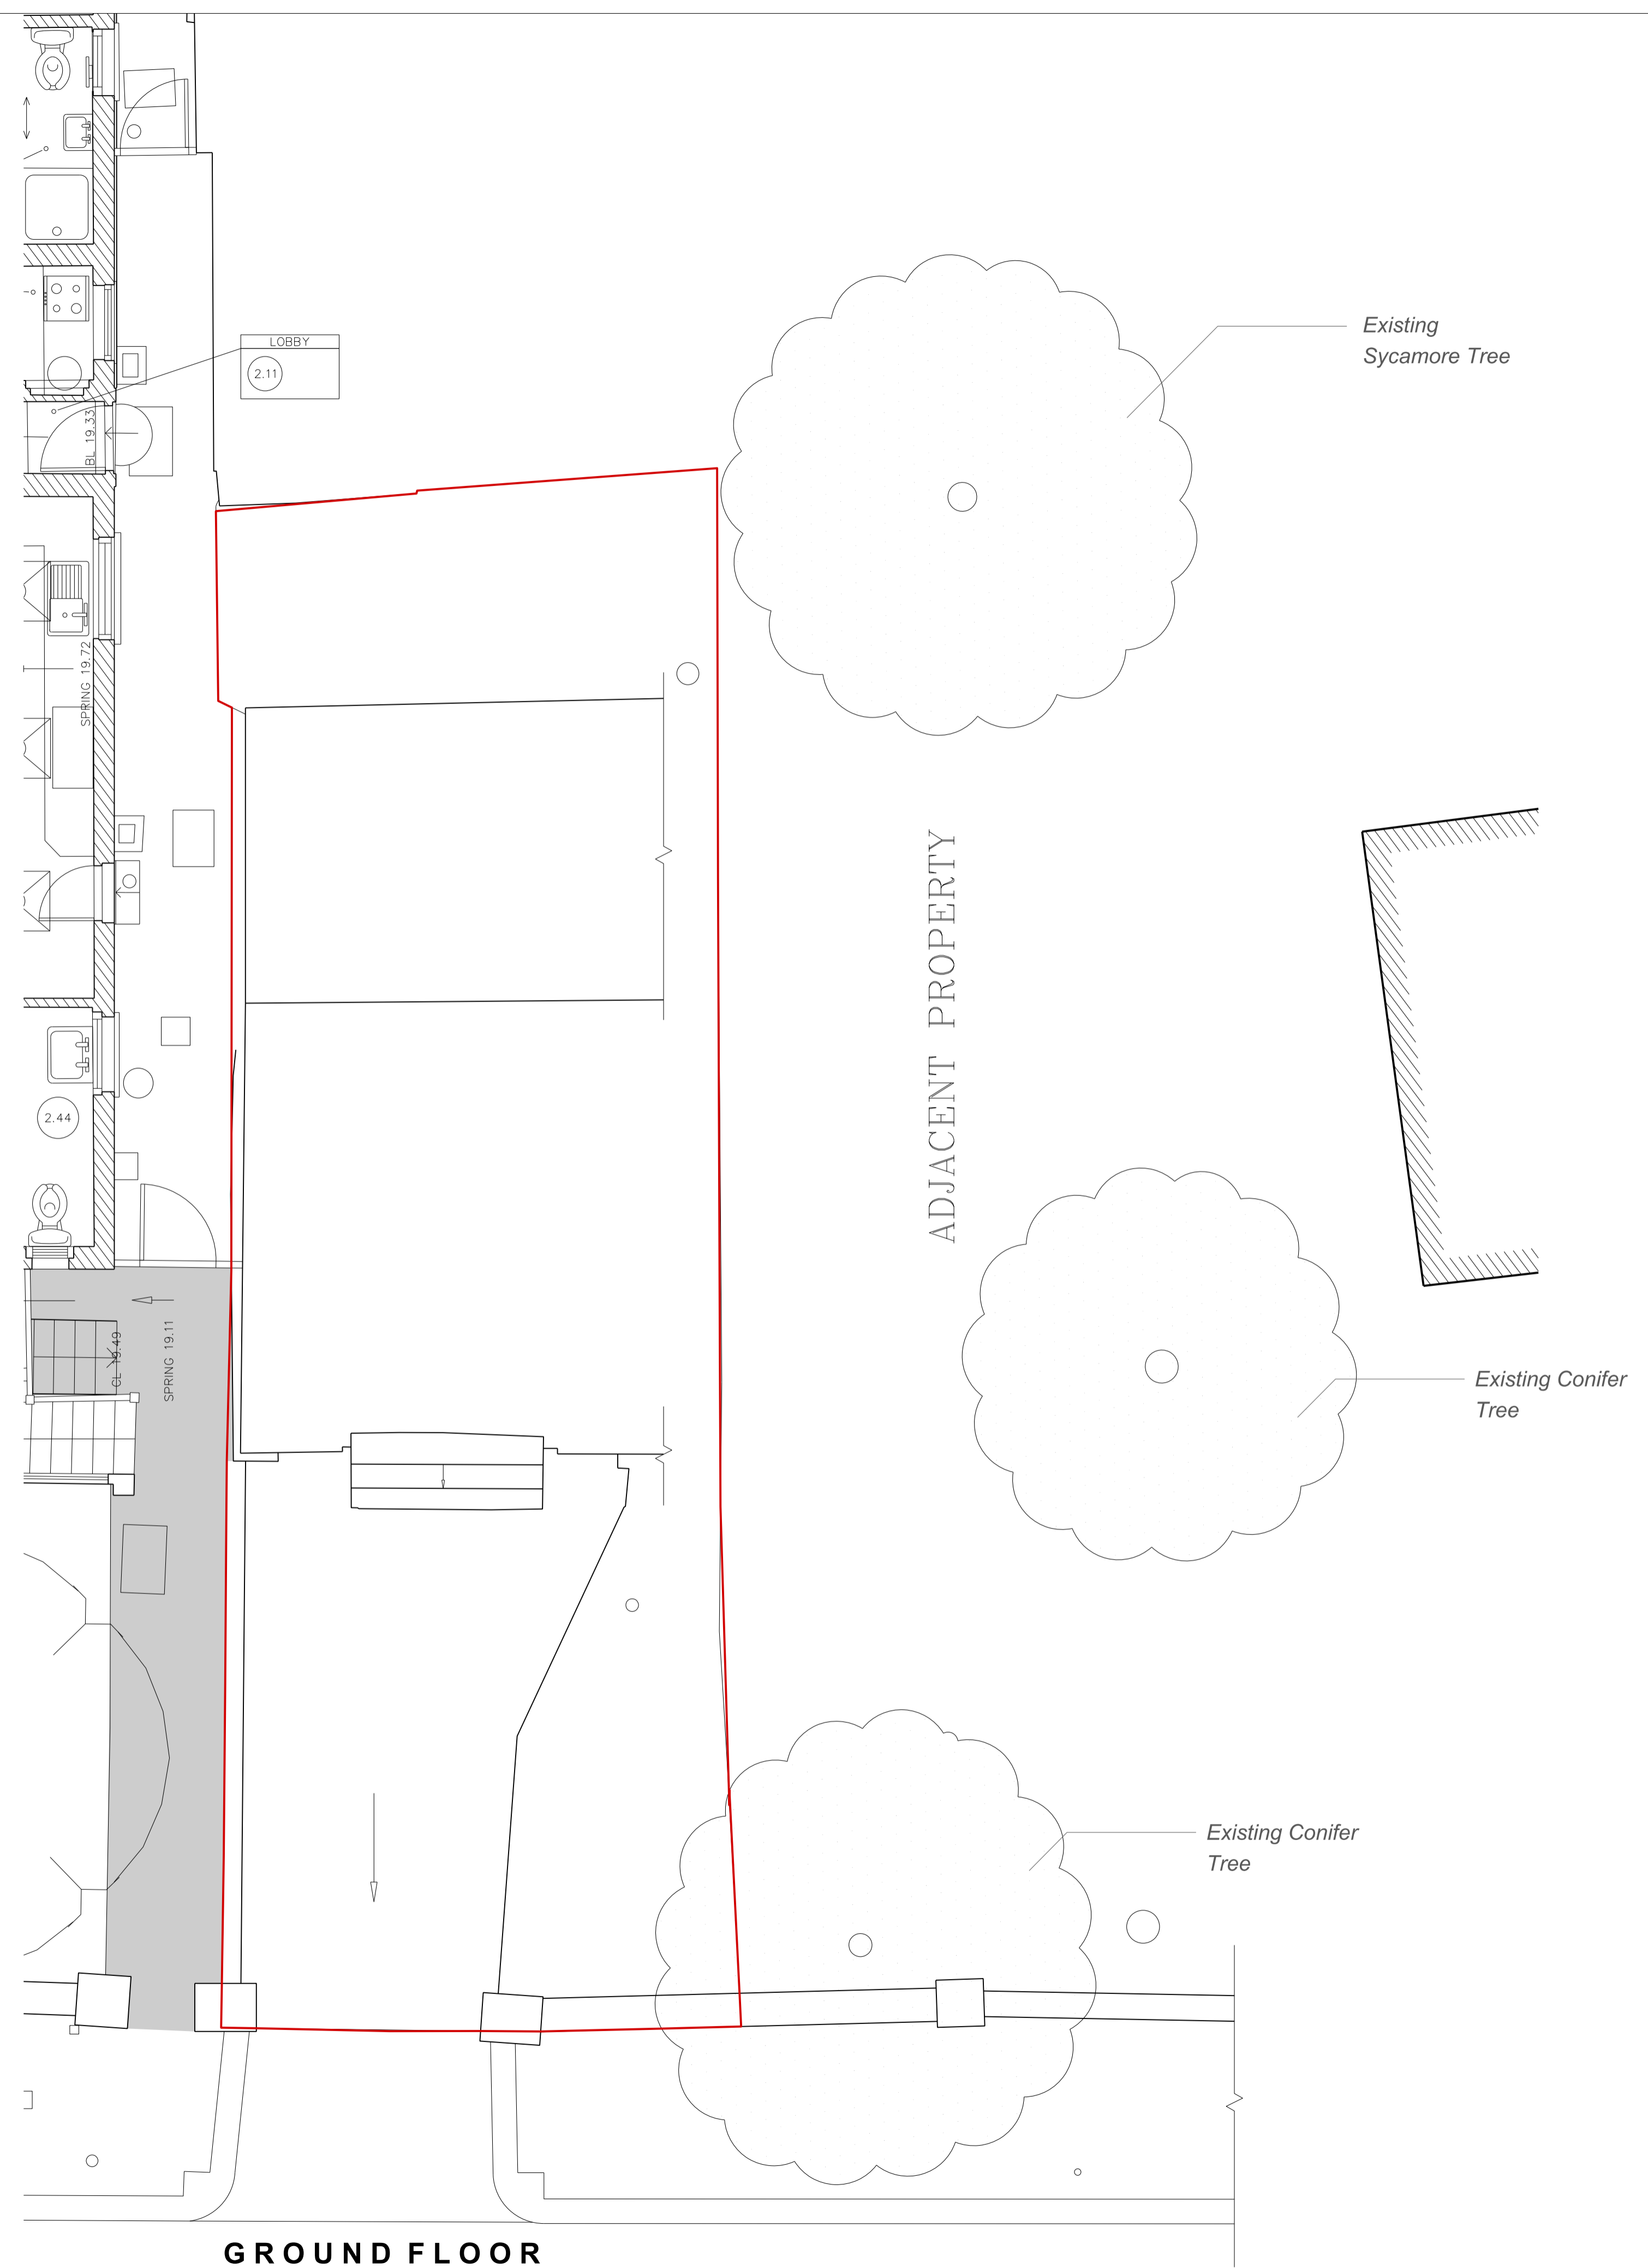 LOBBY
2.11
Existing
Sycamore Tree
BL 19.33
SPRING 19.72
ADJACENT PROPERTY
2.44
CL 19.49
SPRING 19.11
Existing Conifer
Tree
Existing Conifer
Tree
GROUND FLOOR